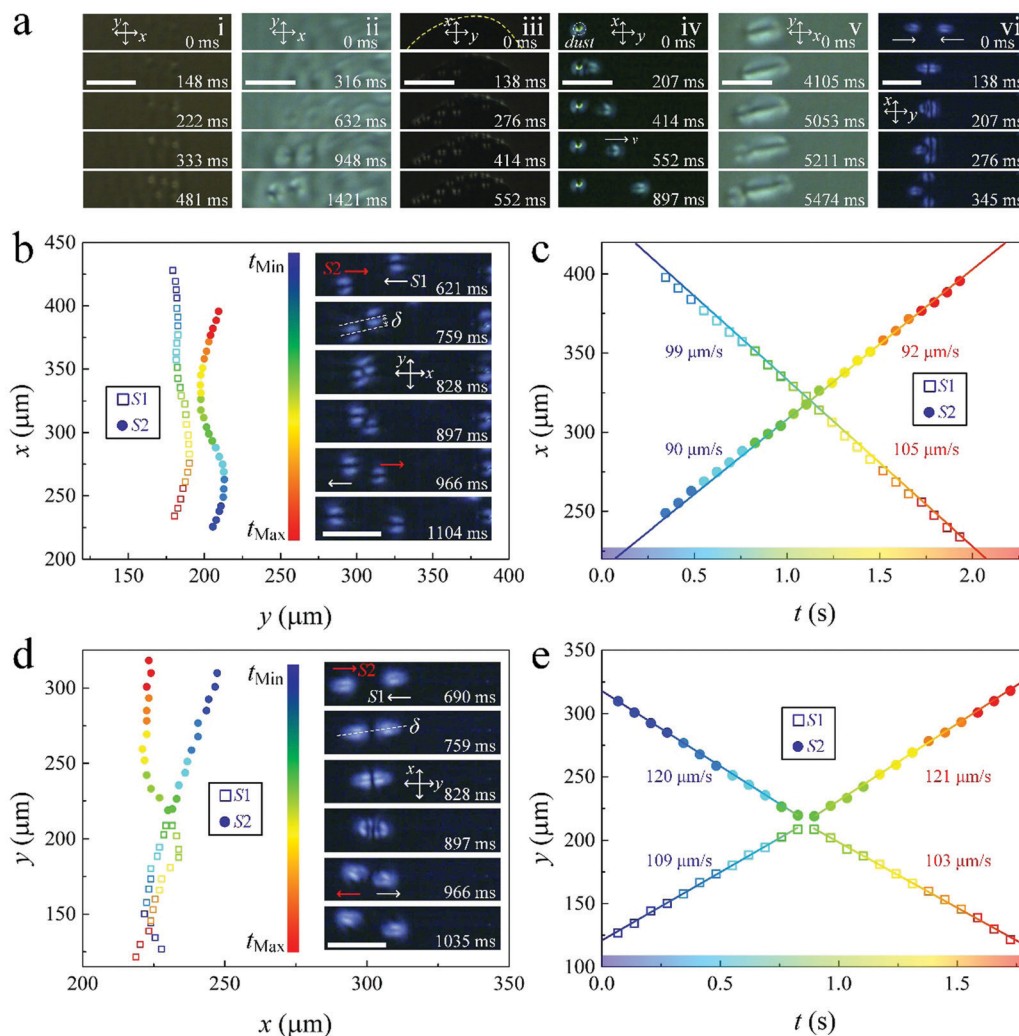 a
i
y
x
0 ms
148 ms
222 ms
333 ms
481 ms
ii
y
x
0 ms
316 ms
632 ms
948 ms
1421 ms
iii
x
y
0 ms
138 ms
276 ms
414 ms
552 ms
iv
dust
x
y
0 ms
207 ms
414 ms
v
552 ms
897 ms
v
y
x
0 ms
4105 ms
5053 ms
5211 ms
5474 ms
vi
0 ms
138 ms
x
y
207 ms
276 ms
345 ms
b
x (μm)
450
400
350
300
250
200
S1
S2
150
200
250
300
350
400
y (μm)
tMin
tMax
S2
S1
621 ms
δ
759 ms
y
x
828 ms
897 ms
966 ms
1104 ms
c
x (μm)
400
350
300
250
99 μm/s
92 μm/s
S1
S2
90 μm/s
105 μm/s
0.0
0.5
1.0
1.5
2.0
t (s)
d
y (μm)
300
250
200
150
S1
S2
200
250
300
350
400
x (μm)
tMin
tMax
S2
S1
690 ms
δ
759 ms
x
y
828 ms
897 ms
966 ms
1035 ms
e
y (μm)
350
300
250
200
150
100
S1
S2
120 μm/s
121 μm/s
109 μm/s
103 μm/s
0.0
0.5
1.0
1.5
t (s)